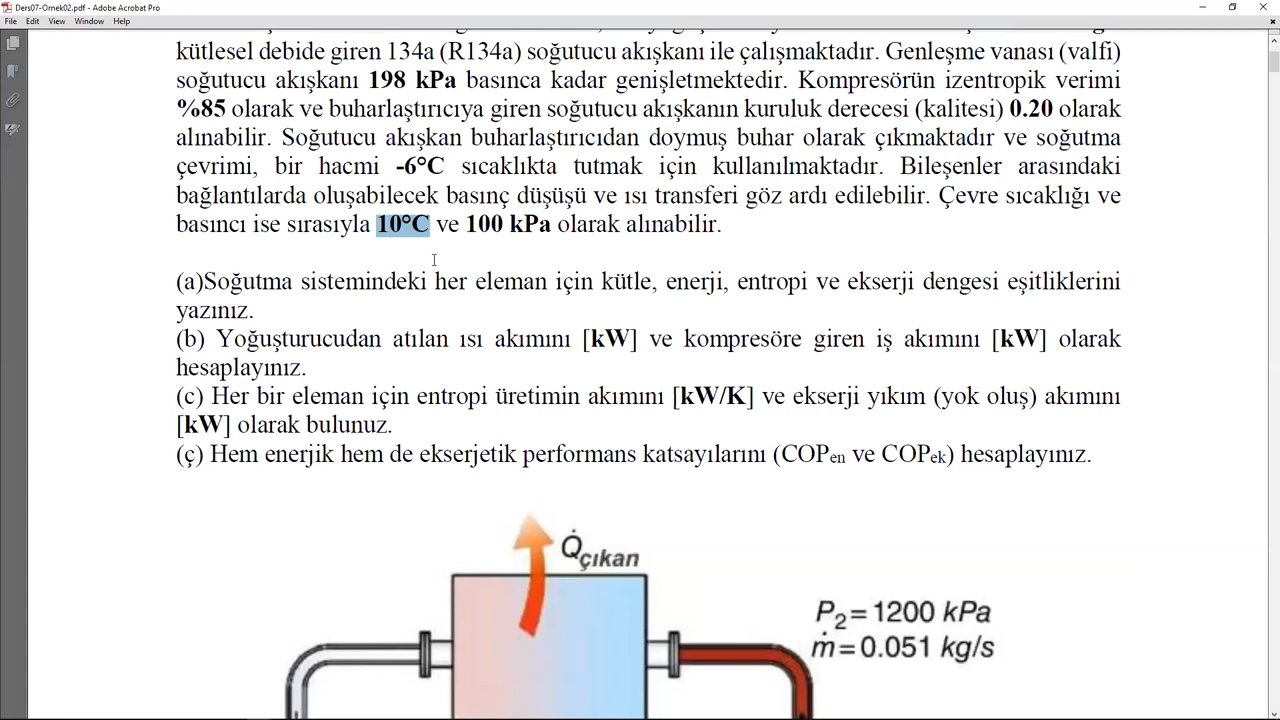 Ders07-Ornek02.pdf - Adobe Acrobat Pro
File Edit View Window Help
kütlesel debide giren 134a (R134a) soğutucu akışkanı ile çalışmaktadır. Genleşme vanası (valfi)
soğutucu akışkanı 198 kPa basınca kadar genişletmektedir. Kompresörün izentropik verimi
%85 olarak ve buharlaştırıcıya giren soğutucu akışkanın kuruluk derecesi (kalitesi) 0.20 olarak
alınabilir. Soğutucu akışkan buharlaştırıcıdan doymuş buhar olarak çıkmaktadır ve soğutma
çevrimi, bir hacmi -6°C sıcaklıkta tutmak için kullanılmaktadır. Bileşenler arasındaki
bağlantılarda oluşabilecek basınç düşüşü ve ısı transferi göz ardı edilebilir. Çevre sıcaklığı ve
basıncı ise sırasıyla 10°C ve 100 kPa olarak alınabilir.
(a)Soğutma sistemindeki her eleman için kütle, enerji, entropi ve ekserji dengesi eşitliklerini
yazınız.
(b) Yoğuşturucudan atılan ısı akımını [kW] ve kompresöre giren iş akımını [kW] olarak
hesaplayınız.
(c) Her bir eleman için entropi üretimin akımını [kW/K] ve ekserji yıkım (yok oluş) akımını
[kW] olarak bulunuz.
(ç) Hem enerjik hem de ekserjetik performans katsayılarını (COPen ve COPek) hesaplayınız.
Q̇çıkan
P2 = 1200 kPa
ṁ = 0.051 kg/s